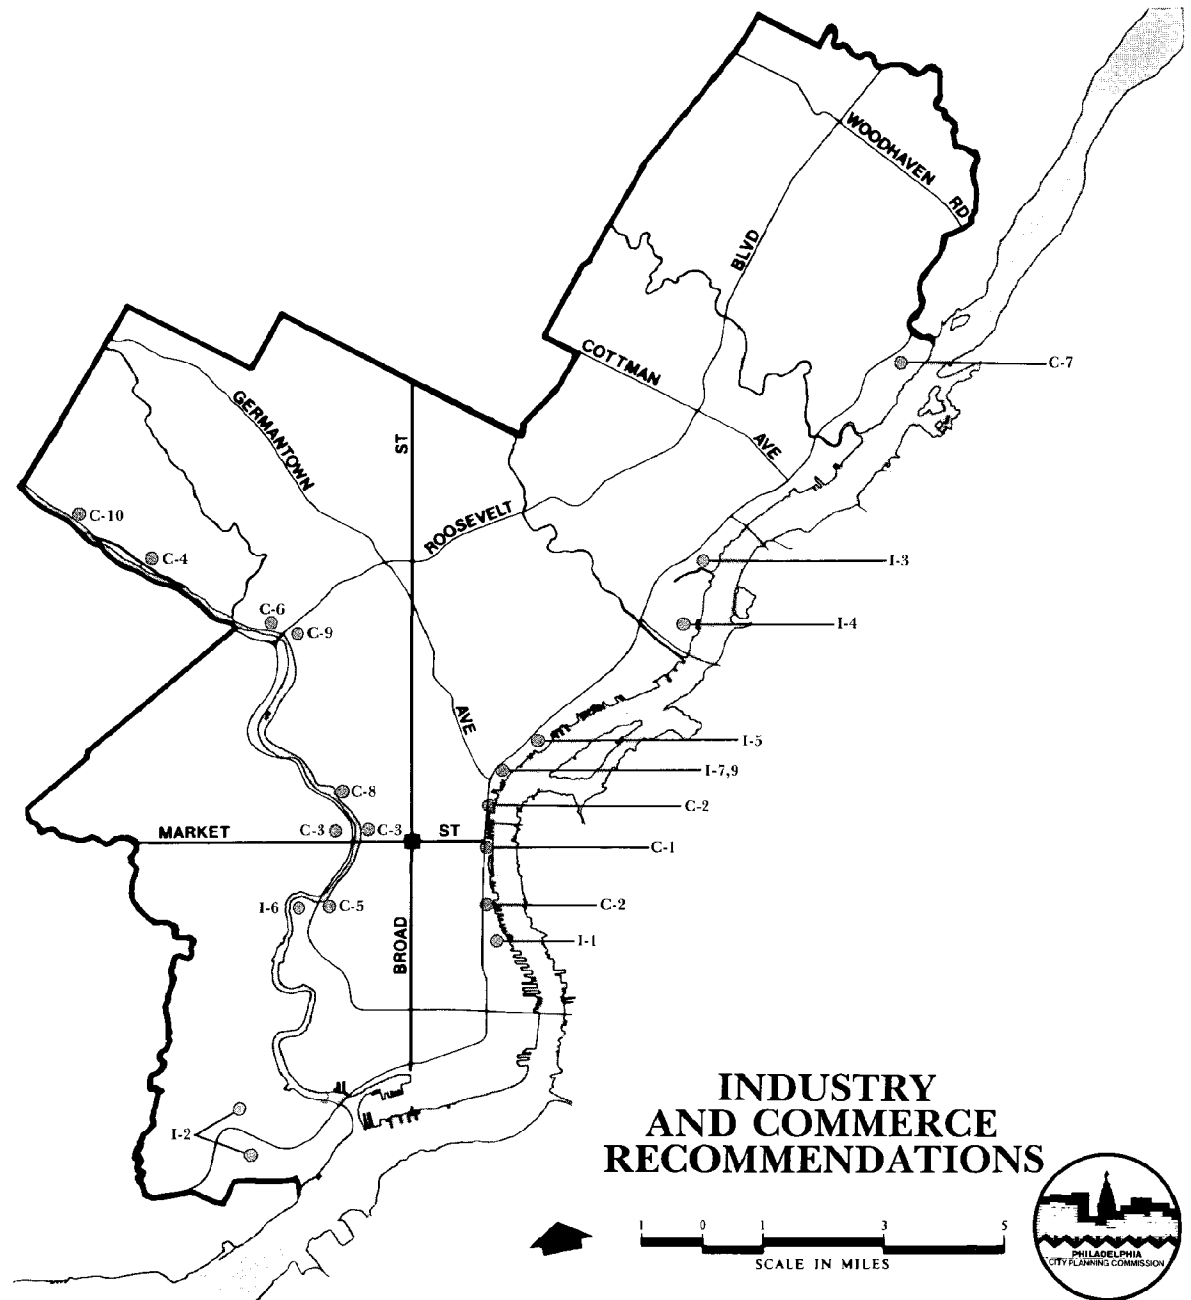 WOODHAVEN
RD
BLVD
C-7
COTTMAN
AVE
GERMANTOWN
ST
ROOSEVELT
C-10
C-4
I-3
C-6
C-9
I-4
AVE
I-5
I-7,9
C-8
C-2
MARKET
C-3
C-3
ST
C-1
I-6
C-5
C-2
BROAD
I-1
I-2
INDUSTRY
AND COMMERCE
RECOMMENDATIONS
1 0 1 3 5
SCALE IN MILES
PHILADELPHIA
CITY PLANNING COMMISSION